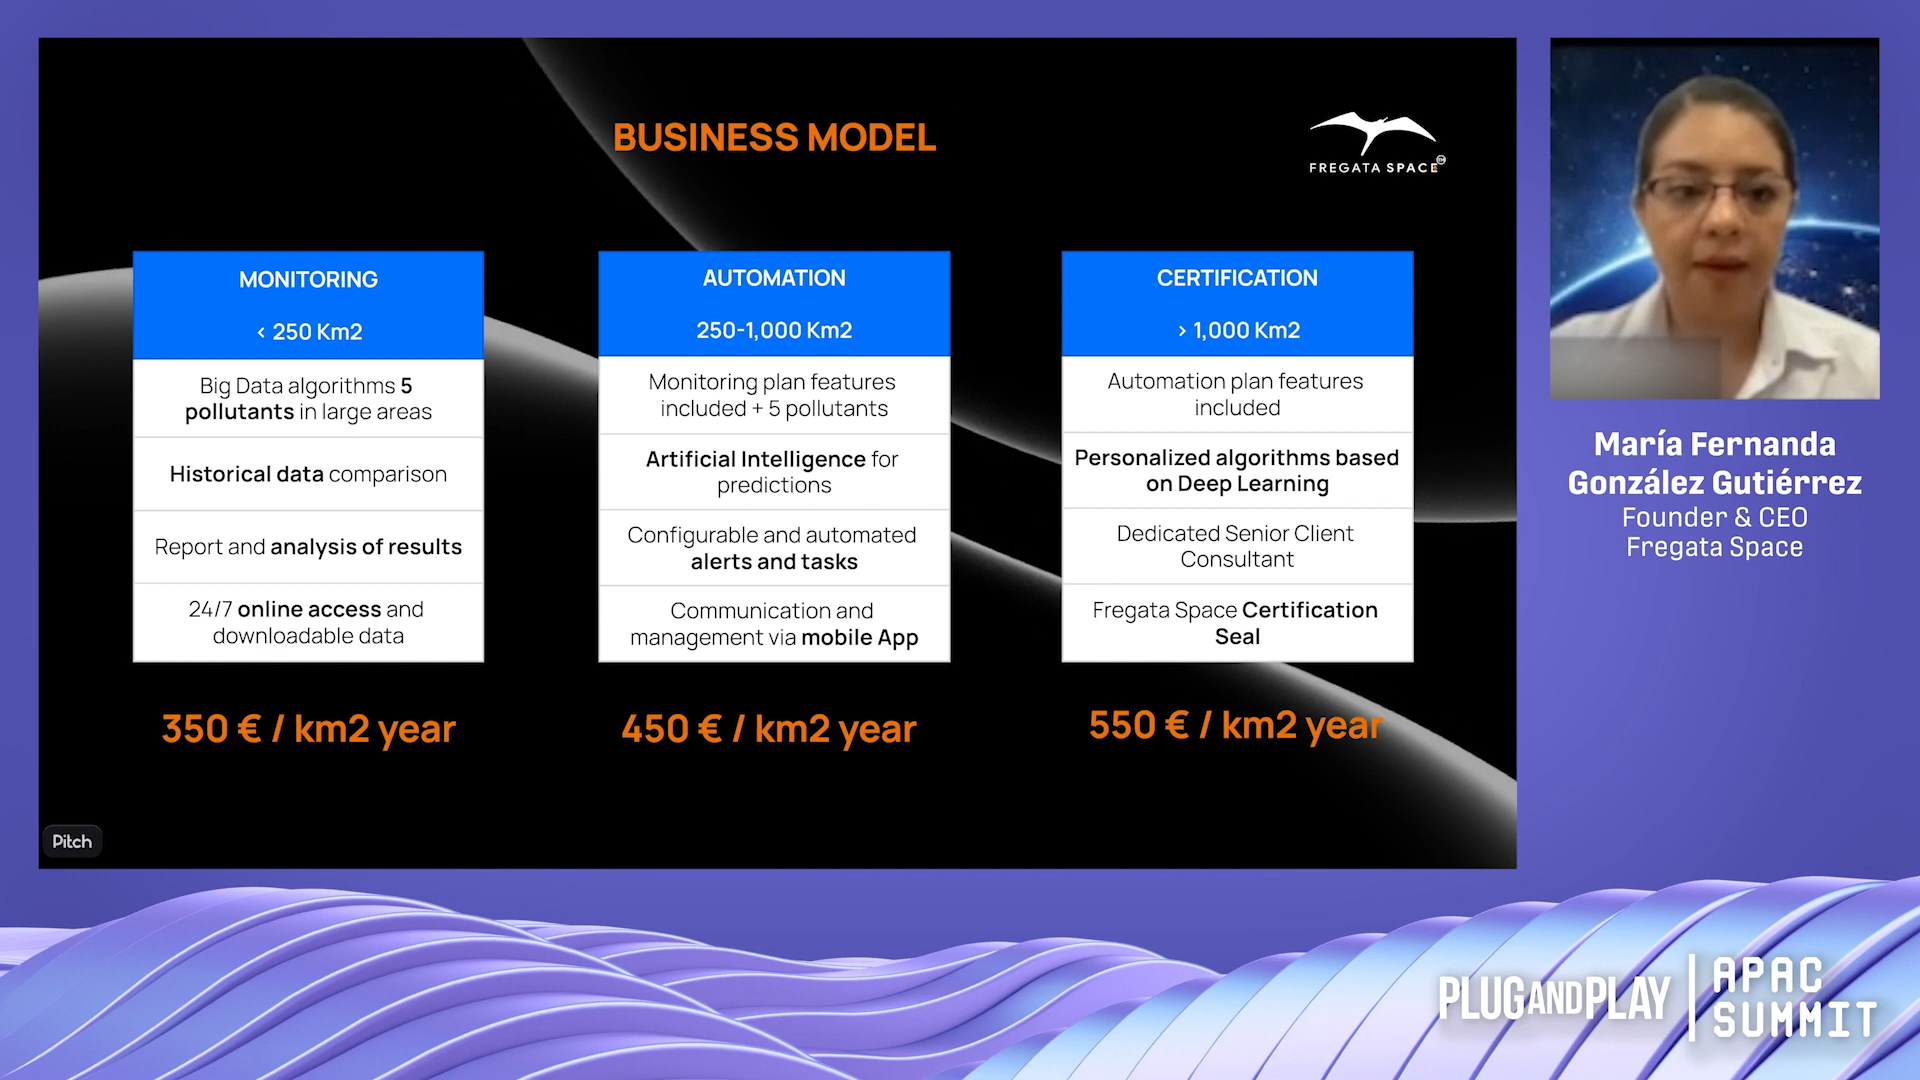 BUSINESS MODEL
FREGATA SPACE
TM
MONITORING
< 250 Km2
Big Data algorithms 5
pollutants in large areas
Historical data comparison
Report and analysis of results
24/7 online access and
downloadable data
350 € / km2 year
AUTOMATION
250-1,000 Km2
Monitoring plan features
included + 5 pollutants
Artificial Intelligence for
predictions
Configurable and automated
alerts and tasks
Communication and
management via mobile App
450 € / km2 year
CERTIFICATION
> 1,000 Km2
Automation plan features
included
Personalized algorithms based
on Deep Learning
Dedicated Senior Client
Consultant
Fregata Space Certification
Seal
550 € / km2 year
Pitch
María Fernanda
González Gutiérrez
Founder & CEO
Fregata Space
PLUGANDPLAY
APAC
SUMMIT